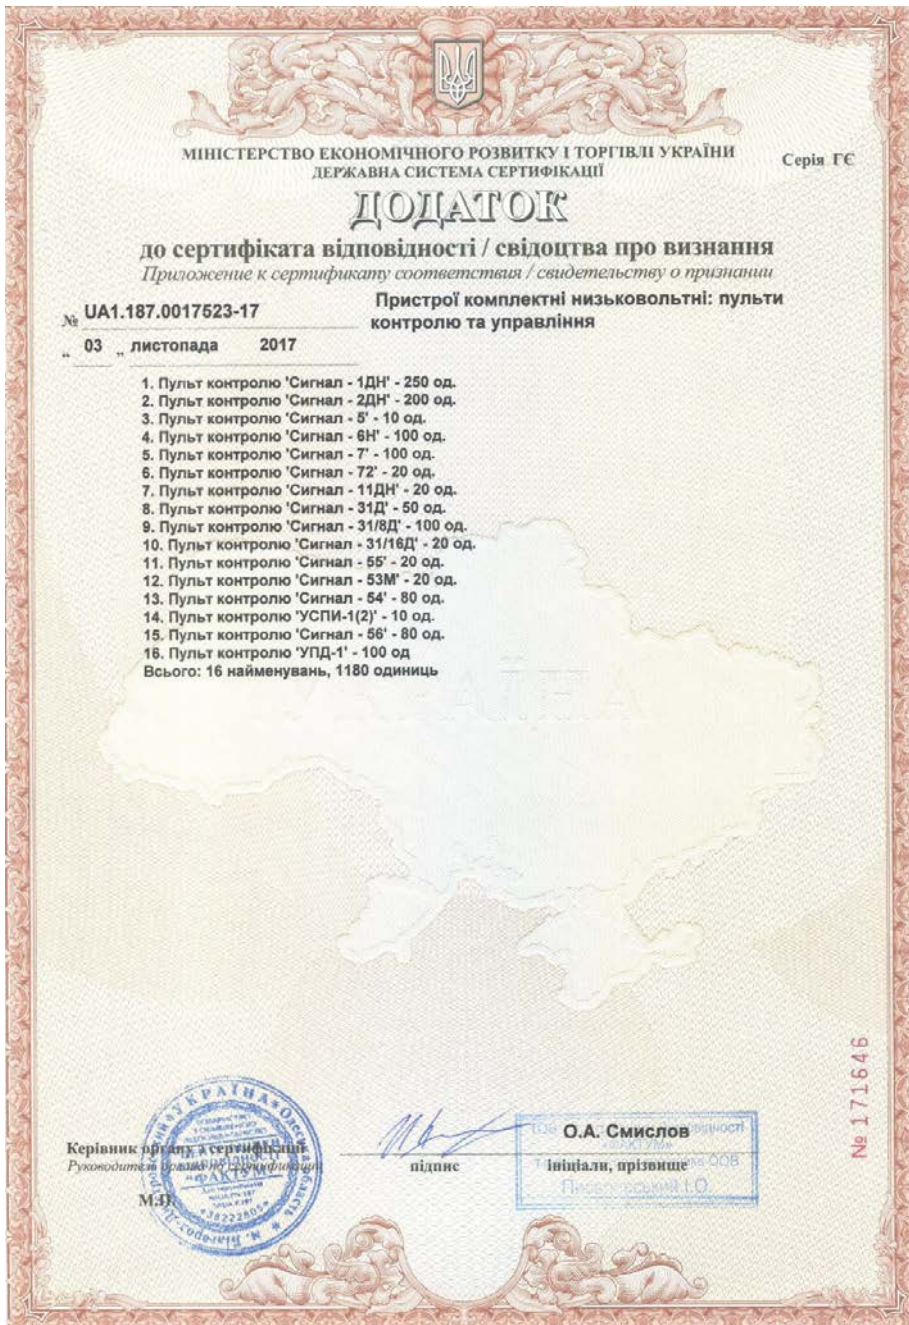 МІНІСТЕРСТВО ЕКОНОМІЧНОГО РОЗВИТКУ І ТОРГІВЛІ УКРАЇНИ
Серія ГЄ
ДЕРЖАВНА СИСТЕМА СЕРТИФІКАЦІЇ
ДОДАТОК
до сертифіката відповідності / свідоцтва про визнання
Приложение к сертификату соответствия / свидетельству о признании
№ UA1.187.0017523-17
Пристрої комплектні низьковольтні: пульти
контролю та управління
„ 03 „ листопада 2017
1. Пульт контролю 'Сигнал - 1ДН' - 250 од.
2. Пульт контролю 'Сигнал - 2ДН' - 200 од.
3. Пульт контролю 'Сигнал - 5' - 10 од.
4. Пульт контролю 'Сигнал - 6Н' - 100 од.
5. Пульт контролю 'Сигнал - 7' - 100 од.
6. Пульт контролю 'Сигнал - 72' - 20 од.
7. Пульт контролю 'Сигнал - 11ДН' - 20 од.
8. Пульт контролю 'Сигнал - 31Д' - 50 од.
9. Пульт контролю 'Сигнал - 31/8Д' - 100 од.
10. Пульт контролю 'Сигнал - 31/16Д' - 20 од.
11. Пульт контролю 'Сигнал - 55' - 20 од.
12. Пульт контролю 'Сигнал - 53М' - 20 од.
13. Пульт контролю 'Сигнал - 54' - 80 од.
14. Пульт контролю 'УСПИ-1(2)' - 10 од.
15. Пульт контролю 'Сигнал - 56' - 80 од.
16. Пульт контролю 'УПД-1' - 100 од
Всього: 16 найменувань, 1180 одиниць
УКРАЇНА
№ 171646
УКРАЇНА * Одеська область * м. Білгород-
ВІДПОВІДНОСТІ
"ФАКТУМ"
О.А. Смислов
«ФАКТУМ»
Керівник органу з сертифікації
Руководитель органа по сертификации
підпис
ініціали, прізвище
М.П.